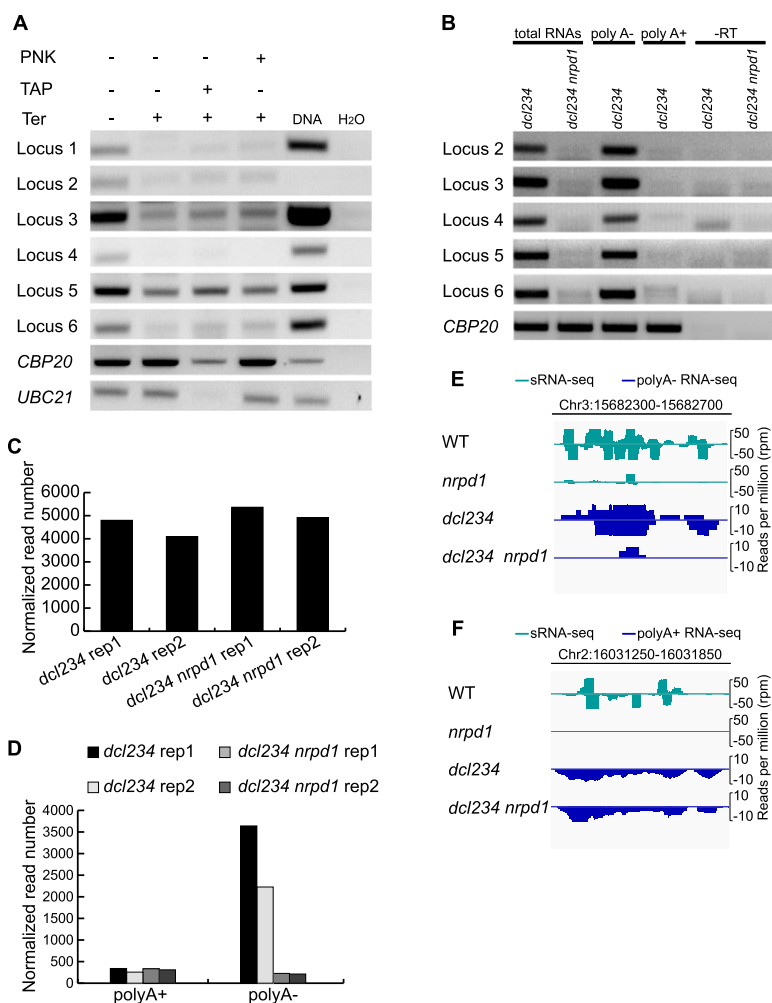 A
PNK - - - +
TAP - - + -
Ter - + + + DNA H2O
Locus 1
Locus 2
Locus 3
Locus 4
Locus 5
Locus 6
CBP20
UBC21
B
total RNAs poly A- poly A+ -RT
dcl234 dcl234 nrpd1 dcl234 dcl234 dcl234 dcl234 nrpd1
Locus 2
Locus 3
Locus 4
Locus 5
Locus 6
CBP20
C
Normalized read number
6000
5000
4000
3000
2000
1000
0
dcl234 rep1
dcl234 rep2
dcl234 nrpd1 rep1
dcl234 nrpd1 rep2
D
dcl234 rep1 dcl234 nrpd1 rep1
dcl234 rep2 dcl234 nrpd1 rep2
Normalized read number
4000
3500
3000
2500
2000
1500
1000
500
0
polyA+ polyA-
E
sRNA-seq polyA- RNA-seq
Chr3:15682300-15682700
WT 50
-50
nrpd1 50
-50
dcl234 10
-10
dcl234 nrpd1 10
-10
Reads per million (rpm)
F
sRNA-seq polyA+ RNA-seq
Chr2:16031250-16031850
WT 50
-50
nrpd1 50
-50
dcl234 10
-10
dcl234 nrpd1 10
-10
Reads per million (rpm)